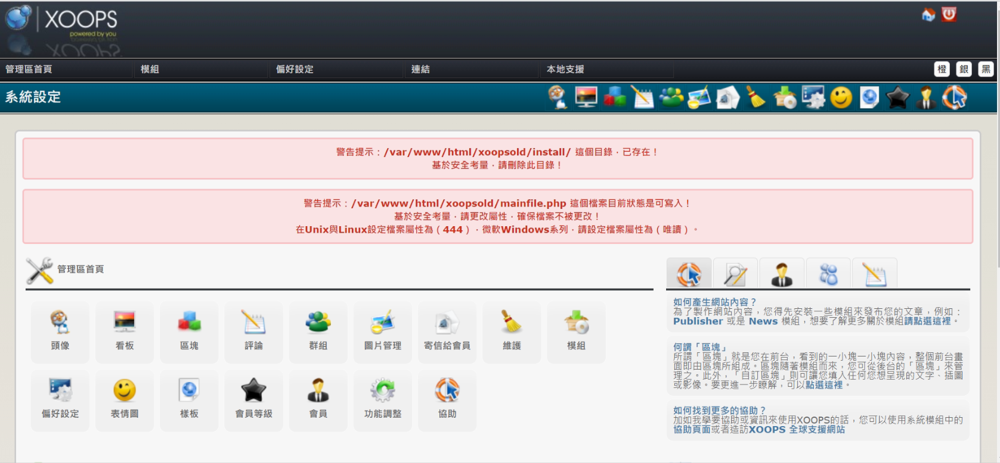 XOOPS
powered by you
管理區首頁
模組
偏好設定
連結
本地支援
橙
銀
黑
系統設定
警告提示：/var/www/html/xoopsold/install/ 這個目錄，已存在！
基於安全考量，請刪除此目錄！
警告提示：/var/www/html/xoopsold/mainfile.php 這個檔案目前狀態是可寫入！
基於安全考量，請更改屬性，確保檔案不被更改！
在Unix與Linux設定檔案屬性為（444），微軟Windows系列，請設定檔案屬性為（唯讀）。
管理區首頁
頭像
看板
區塊
評論
群組
圖片管理
寄信給會員
維護
模組
偏好設定
表情圖
樣板
會員等級
會員
功能調整
協助
如何產生網站內容？
為了製作網站內容，您得先安裝一些模組來發布您的文章，例如：
Publisher 或是 News 模組，想要了解更多關於模組請點選這裡。
何謂「區塊」
所謂「區塊」就是您在前台，看到的一小塊一小塊內容，整個前台畫
面即由區塊所組成。區塊隨著模組而來，您可從後台的「區塊」來管
理之。此外，「自訂區塊」則可讓您填入任何您想呈現的文字、插圖
或影像。要更進一步瞭解，可以點選這裡。
如何找到更多的協助？
加如我學要協助或資訊來使用XOOPS的話，您可以使用系統模組中的
協助頁面或者造訪XOOPS 全球支援網站